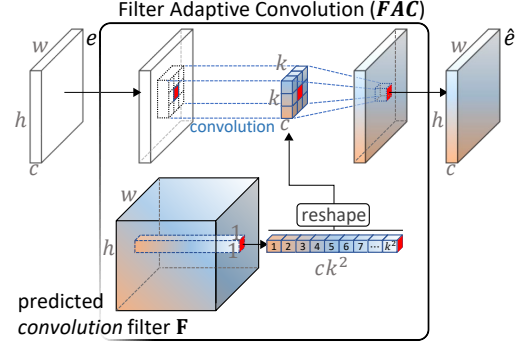 Filter Adaptive Convolution (FAC)
w e
h
c
k
k
c
convolution
w ê
h
c
w
h
1
1
reshape
1 2 3 4 5 6 7 ... k²
ck²
predicted
convolution filter F